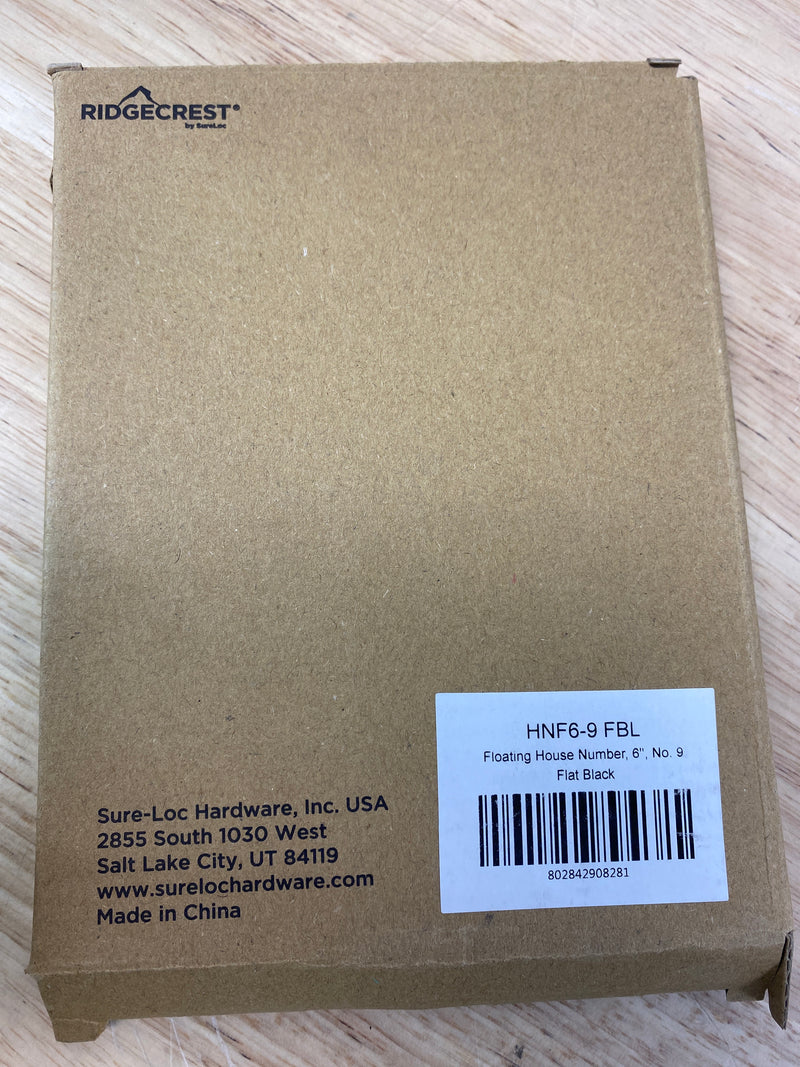 RIDGECREST®
by SureLoc
HNF6-9 FBL
Floating House Number, 6", No. 9
Flat Black
802842908281
Sure-Loc Hardware, Inc. USA
2855 South 1030 West
Salt Lake City, UT 84119
www.surelochardware.com
Made in China